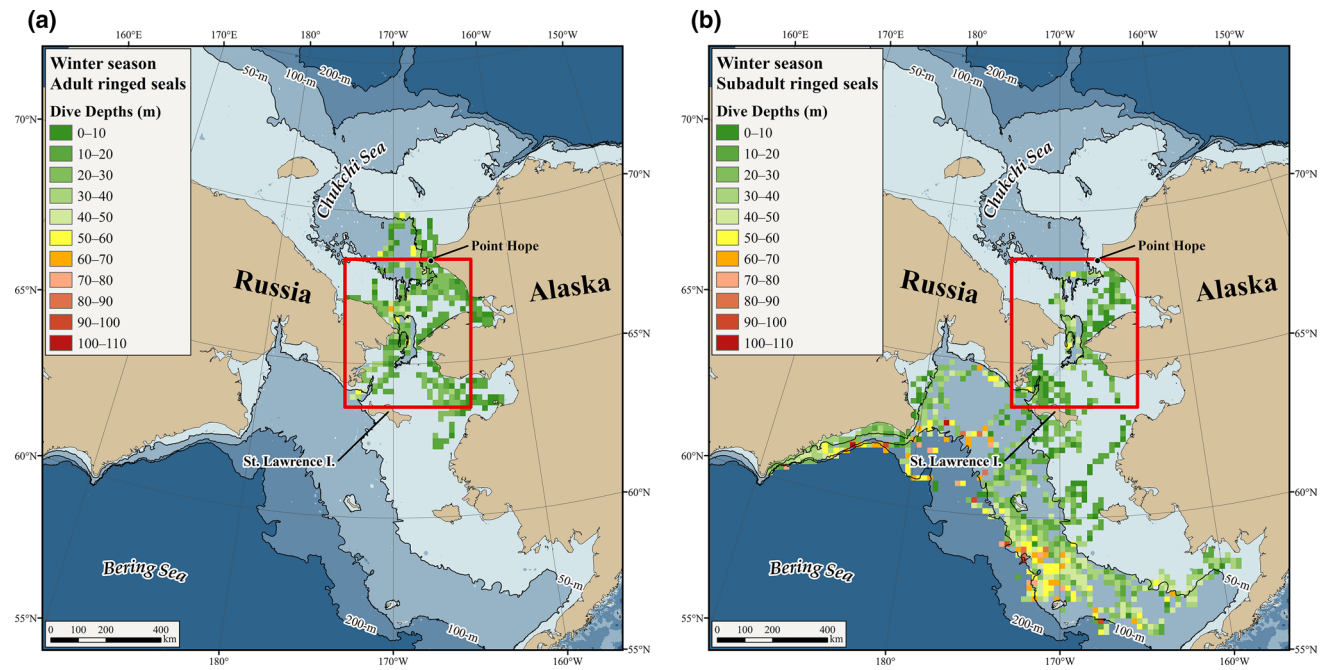 (a)
160°E 170°E 180° 170°W 160°W 150°W
Winter season
Adult ringed seals
Dive Depths (m)
0–10
10–20
20–30
30–40
40–50
50–60
60–70
70–80
80–90
90–100
100–110
50-m
100-m
200-m
70°N
70°N
Chukchi Sea
Point Hope
Russia
Alaska
65°N
65°N
St. Lawrence I.
60°N
60°N
Bering Sea
50-m
200-m
100-m
55°N
55°N
0 100 200 400
km
180° 170°W 160°W
(b)
160°E 170°E 180° 170°W 160°W 150°W
Winter season
Subadult ringed seals
Dive Depths (m)
0–10
10–20
20–30
30–40
40–50
50–60
60–70
70–80
80–90
90–100
100–110
50-m
100-m
200-m
70°N
70°N
Chukchi Sea
Point Hope
Russia
Alaska
65°N
65°N
St. Lawrence I.
60°N
60°N
Bering Sea
50-m
200-m
100-m
55°N
55°N
0 100 200 400
km
180° 170°W 160°W